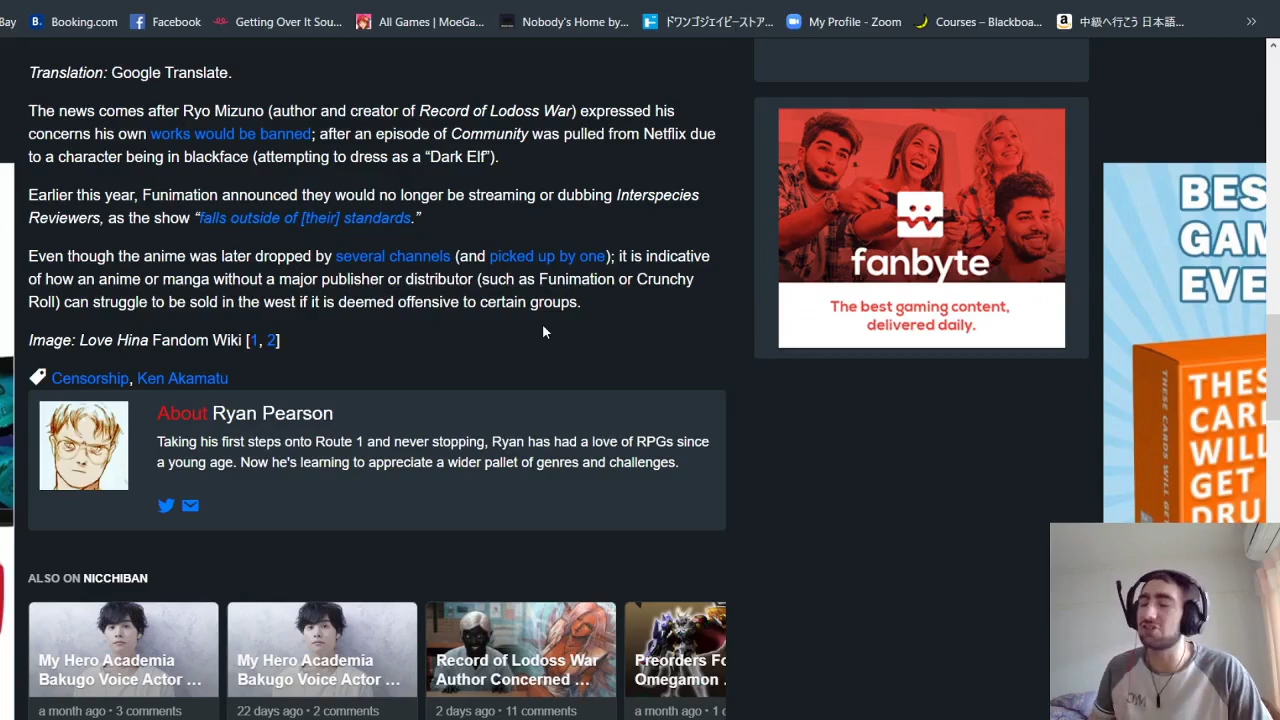 Bay Booking.com Facebook Getting Over It Sou... All Games | MoeGa... Nobody's Home by... ドワンゴジェイピーストア... My Profile - Zoom Courses – Blackboa... 中級へ行こう 日本語... »
Translation: Google Translate.
The news comes after Ryo Mizuno (author and creator of Record of Lodoss War) expressed his
concerns his own works would be banned; after an episode of Community was pulled from Netflix due
to a character being in blackface (attempting to dress as a “Dark Elf”).
Earlier this year, Funimation announced they would no longer be streaming or dubbing Interspecies
Reviewers, as the show “falls outside of [their] standards.”
Even though the anime was later dropped by several channels (and picked up by one); it is indicative
of how an anime or manga without a major publisher or distributor (such as Funimation or Crunchy
Roll) can struggle to be sold in the west if it is deemed offensive to certain groups.
Image: Love Hina Fandom Wiki [1, 2]
Censorship, Ken Akamatu
About Ryan Pearson
Taking his first steps onto Route 1 and never stopping, Ryan has had a love of RPGs since
a young age. Now he's learning to appreciate a wider pallet of genres and challenges.
ALSO ON NICCHIBAN
My Hero Academia
Bakugo Voice Actor ...
a month ago • 3 comments
My Hero Academia
Bakugo Voice Actor ...
22 days ago • 2 comments
Record of Lodoss War
Author Concerned ...
2 days ago • 11 comments
Preorders Fo
Omegamon
a month ago • 1 c
fanbyte
The best gaming content,
delivered daily.
BES
GAM
EVE
THES
CAR
WILL
GET
DRU